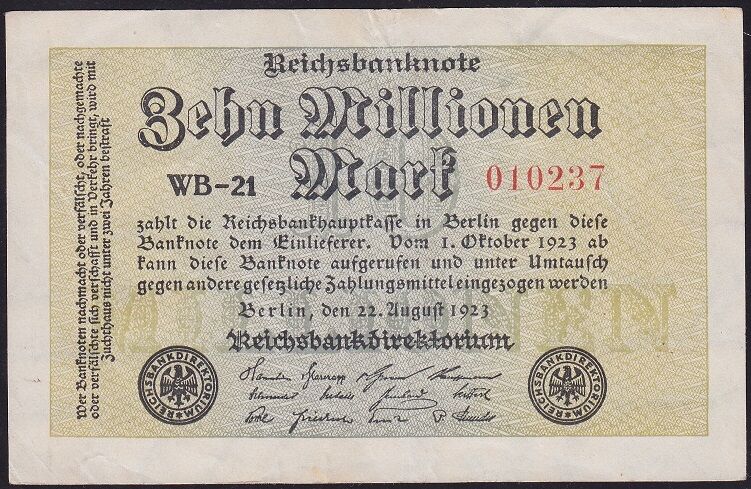 Reichsbanknote
Zehn Millionen
Mark
WB-21
010237
zahlt die Reichsbankhauptkasse in Berlin gegen diese
Banknote dem Einlieferer. Vom 1. Oktober 1923 ab
kann diese Banknote aufgerufen und unter Umtausch
gegen andere gesetzliche Zahlungsmittel eingezogen werden
Berlin, den 22. August 1923
Reichsbankdirektorium
REICHSBANKDIREKTORIUM
REICHSBANKDIREKTORIUM
Wer Banknoten nachmacht oder verfälscht, oder nachgemachte
oder verfälschte sich verschafft und in Verkehr bringt, wird mit
Zuchthaus nicht unter zwei Jahren bestraft